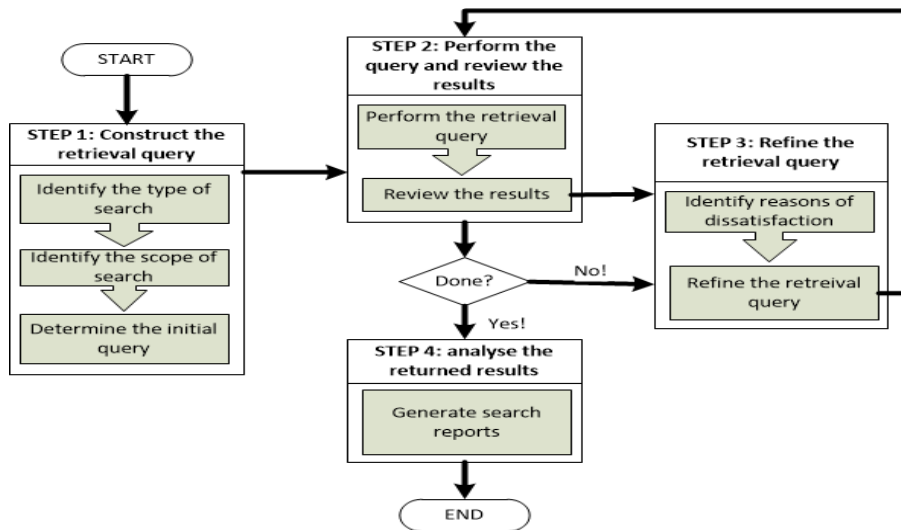 START
STEP 1: Construct the
retrieval query
Identify the type of
search
Identify the scope of
search
Determine the initial
query
STEP 2: Perform the
query and review the
results
Perform the retrieval
query
Review the results
Done?
No!
Yes!
STEP 3: Refine the
retrieval query
Identify reasons of
dissatisfaction
Refine the retreival
query
STEP 4: analyse the
returned results
Generate search
reports
END